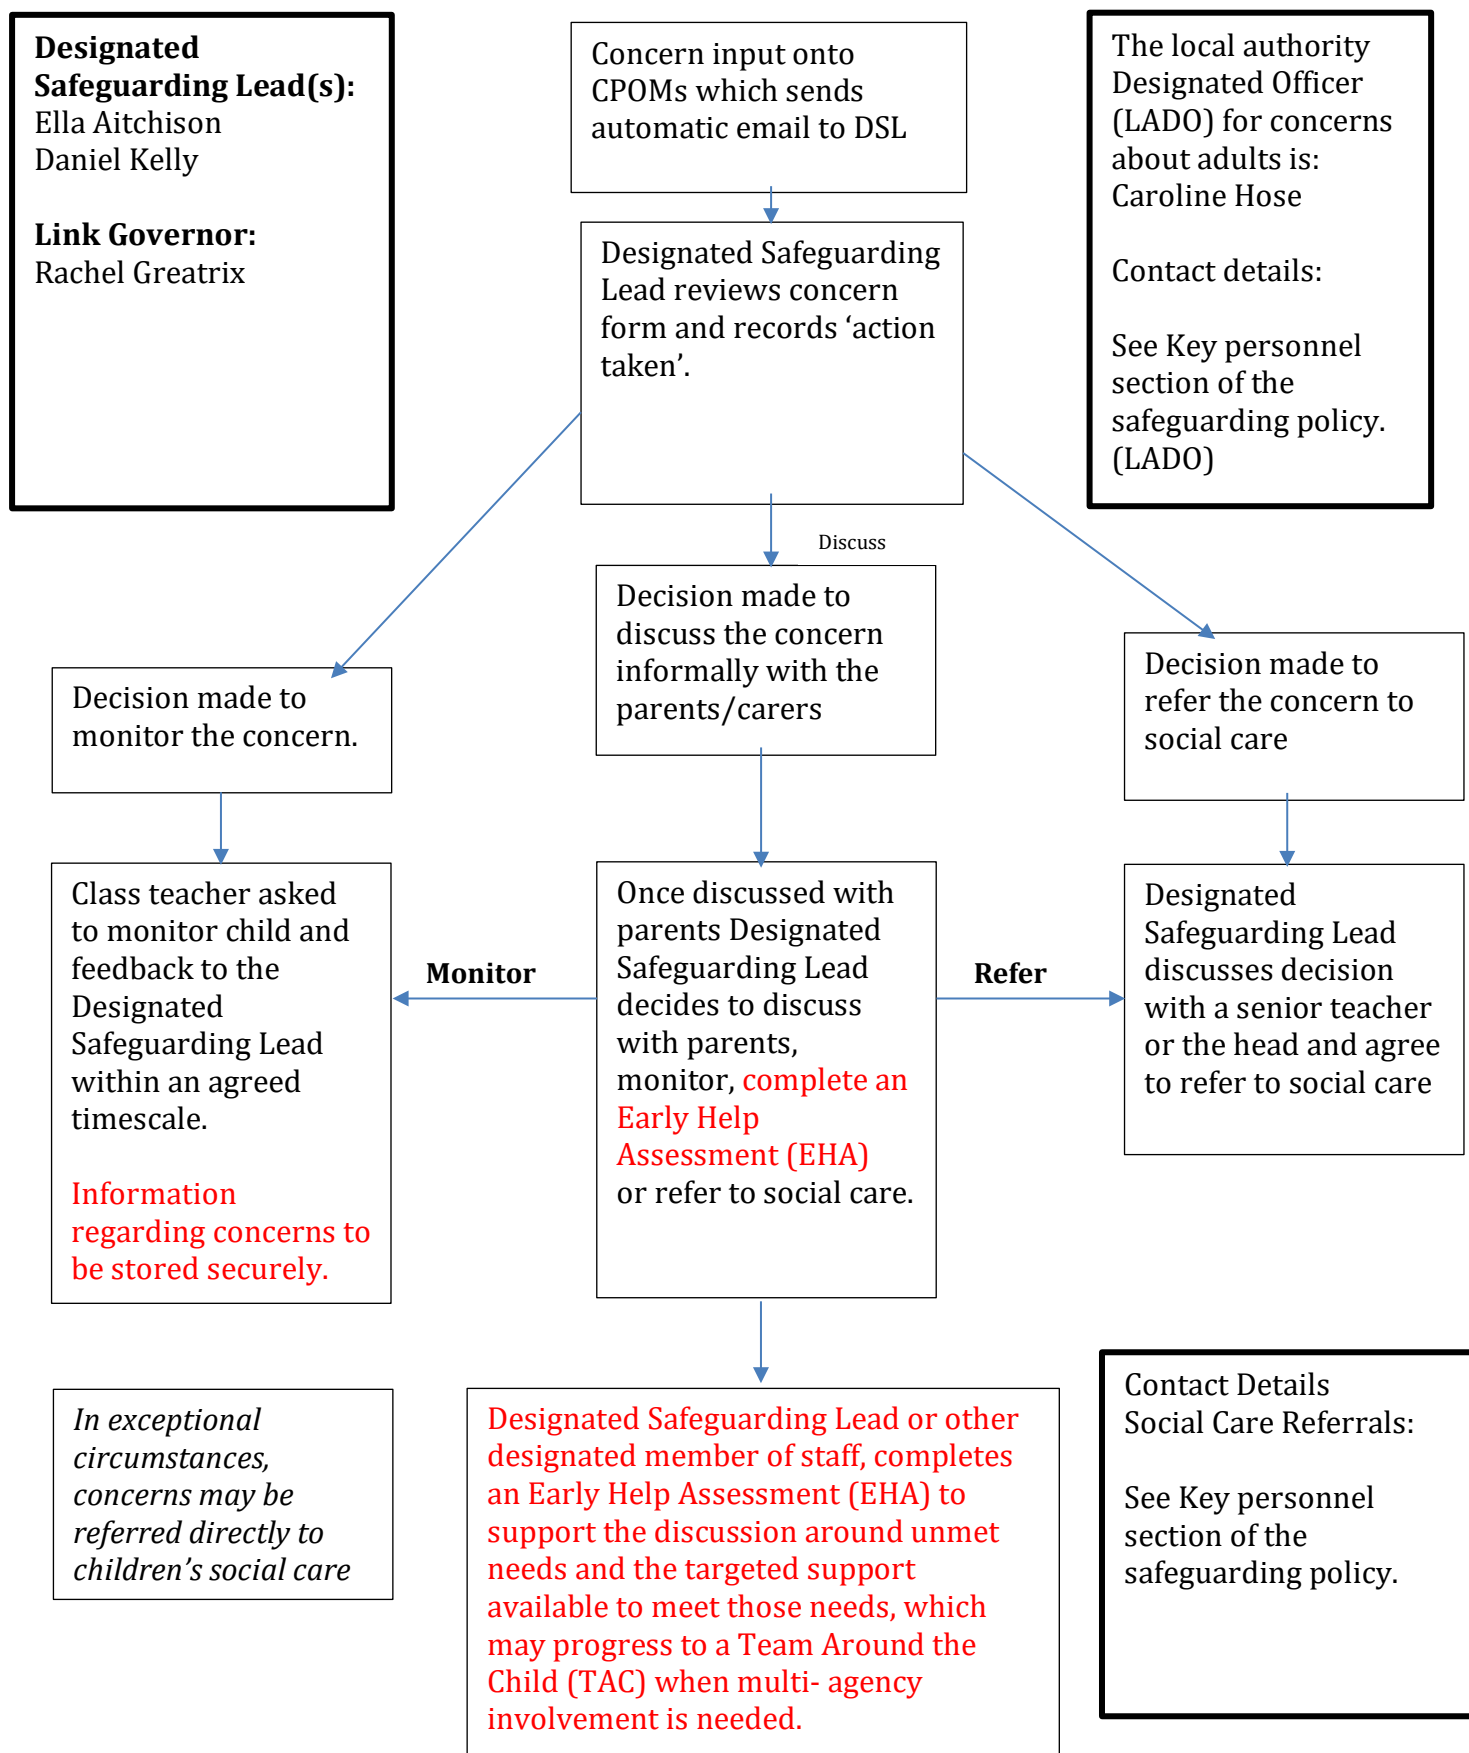 Designated
Safeguarding Lead(s):
Ella Aitchison
Daniel Kelly
Link Governor:
Rachel Greatrix
Concern input onto
CPOMs which sends
automatic email to DSL
The local authority
Designated Officer
(LADO) for concerns
about adults is:
Caroline Hose
Contact details:
See Key personnel
section of the
safeguarding policy.
(LADO)
Designated Safeguarding
Lead reviews concern
form and records ‘action
taken’.
Discuss
Decision made to
monitor the concern.
Decision made to
discuss the concern
informally with the
parents/carers
Decision made to
refer the concern to
social care
Class teacher asked
to monitor child and
feedback to the
Designated
Safeguarding Lead
within an agreed
timescale.
Information
regarding concerns to
be stored securely.
Monitor
Once discussed with
parents Designated
Safeguarding Lead
decides to discuss
with parents,
monitor, complete an
Early Help
Assessment (EHA)
or refer to social care.
Refer
Designated
Safeguarding Lead
discusses decision
with a senior teacher
or the head and agree
to refer to social care
In exceptional
circumstances,
concerns may be
referred directly to
children’s social care
Designated Safeguarding Lead or other
designated member of staff, completes
an Early Help Assessment (EHA) to
support the discussion around unmet
needs and the targeted support
available to meet those needs, which
may progress to a Team Around the
Child (TAC) when multi- agency
involvement is needed.
Contact Details
Social Care Referrals:
See Key personnel
section of the
safeguarding policy.